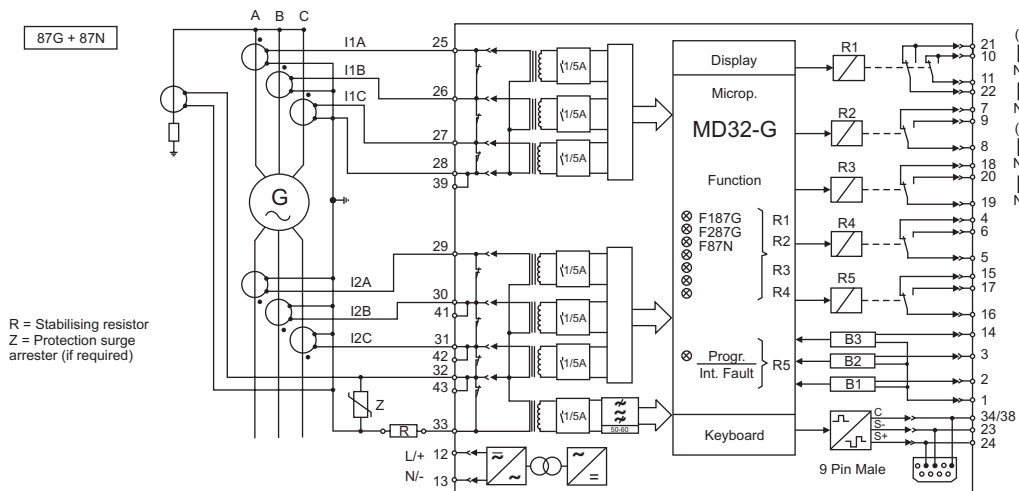 87G + 87N
A B C
I1A
I1B
I1C
25
26
27
28
39
1/5A
1/5A
1/5A
G
29
30
41
31
42
32
43
33
I2A
I2B
I2C
1/5A
1/5A
1/5A
1/5A
50-60
R = Stabilising resistor
Z = Protection surge
arrester (if required)
Z
R
L/+ 12
N/- 13
=
Display
Microp.
MD32-G
Function
F187G
F287G
F87N
R1
R2
R3
R4
Progr.
Int. Fault
R5
Keyboard
R1
R2
R3
R4
R5
B3
B2
B1
C
S-
S+
9 Pin Male
21
10
11
22
7
9
8
18
20
19
4
6
5
15
17
16
14
3
2
1
34/38
23
24
(
N
(
N